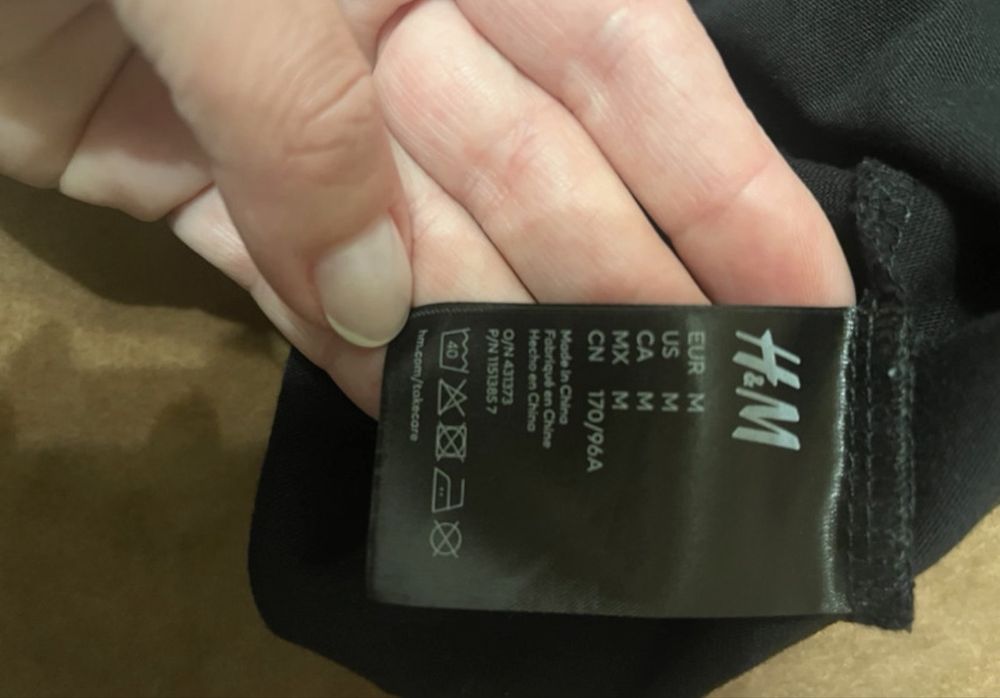 H&M
EUR M
US M
CA M
MX M
CN 170/96A
Made in China
Fabriqué en Chine
Hecho en China
O/N 431373
P/N 1151385 7
40
hm.com/takecare